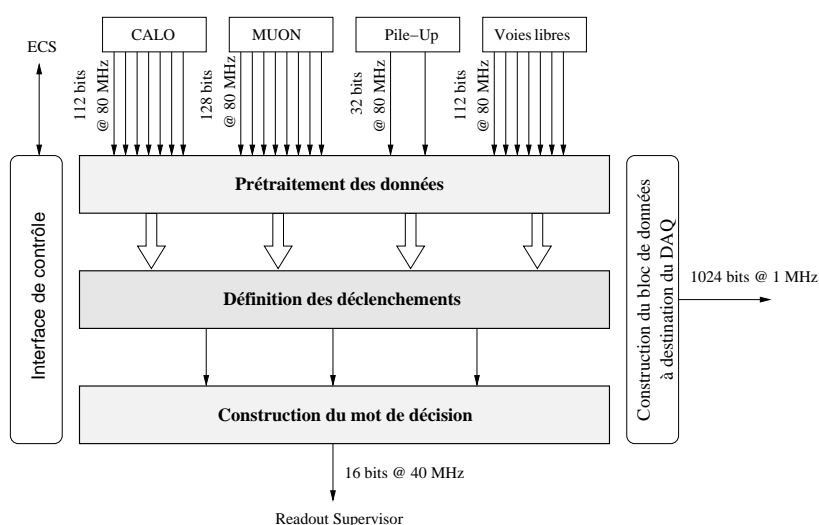 CALO
MUON
Pile−Up
Voies libres
ECS
112 bits
@ 80 MHz
128 bits
@ 80 MHz
32 bits
@ 80 MHz
112 bits
@ 80 MHz
Prétraitement des données
Interface de contrôle
Définition des déclenchements
Construction du bloc de données
à destination du DAQ
1024 bits @ 1 MHz
Construction du mot de décision
16 bits @ 40 MHz
Readout Supervisor